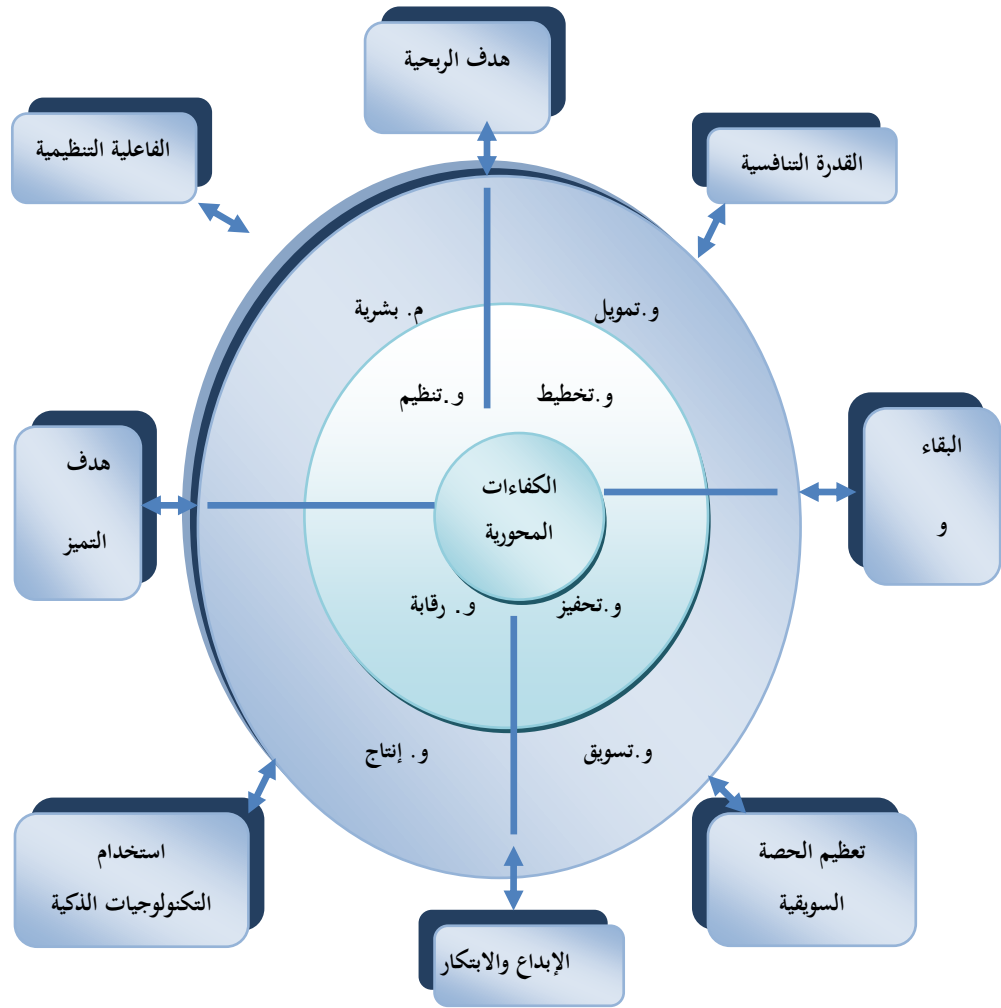 هدف الربحية
الفاعلية التنظيمية
القدرة التنافسية
م. بشرية
و.تمويل
و.تنظيم
و.تخطيط
هدف
التميز
الكفاءات
المحورية
البقاء
و
و. رقابة
و.تحفيز
و. إنتاج
و.تسويق
استخدام
التكنولوجيات الذكية
تعظيم الحصة
السويقية
الإبداع والابتكار